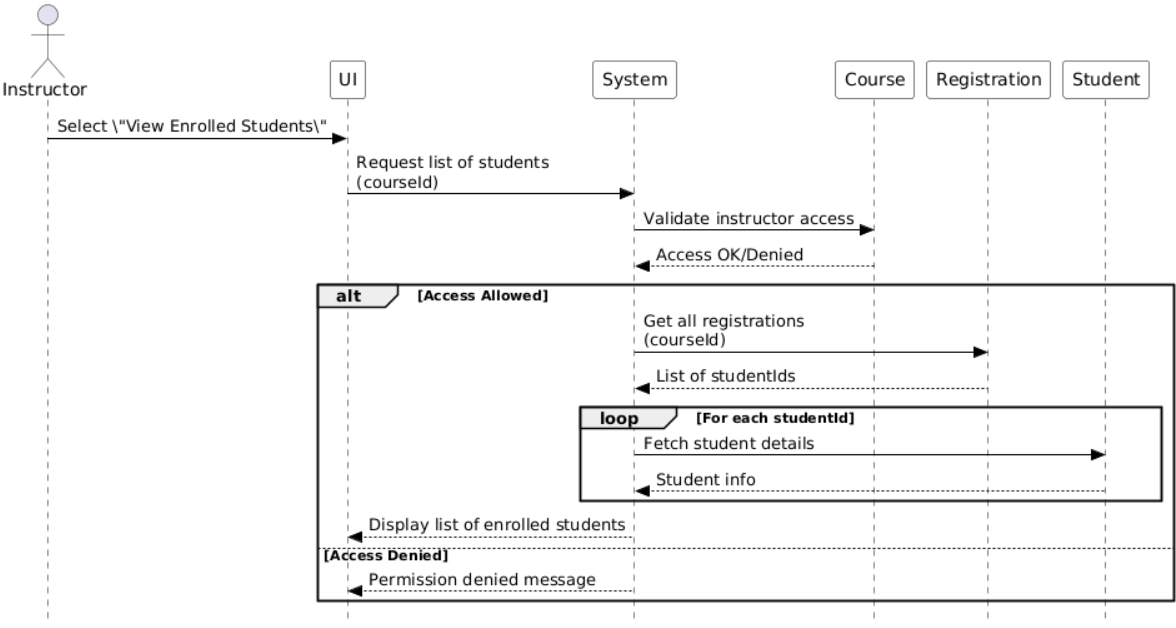 Instructor
UI
System
Course
Registration
Student
Select \"View Enrolled Students\"
Request list of students
(courseId)
Validate instructor access
Access OK/Denied
alt [Access Allowed]
Get all registrations
(courseId)
List of studentIds
loop [For each studentId]
Fetch student details
Student info
Display list of enrolled students
[Access Denied]
Permission denied message